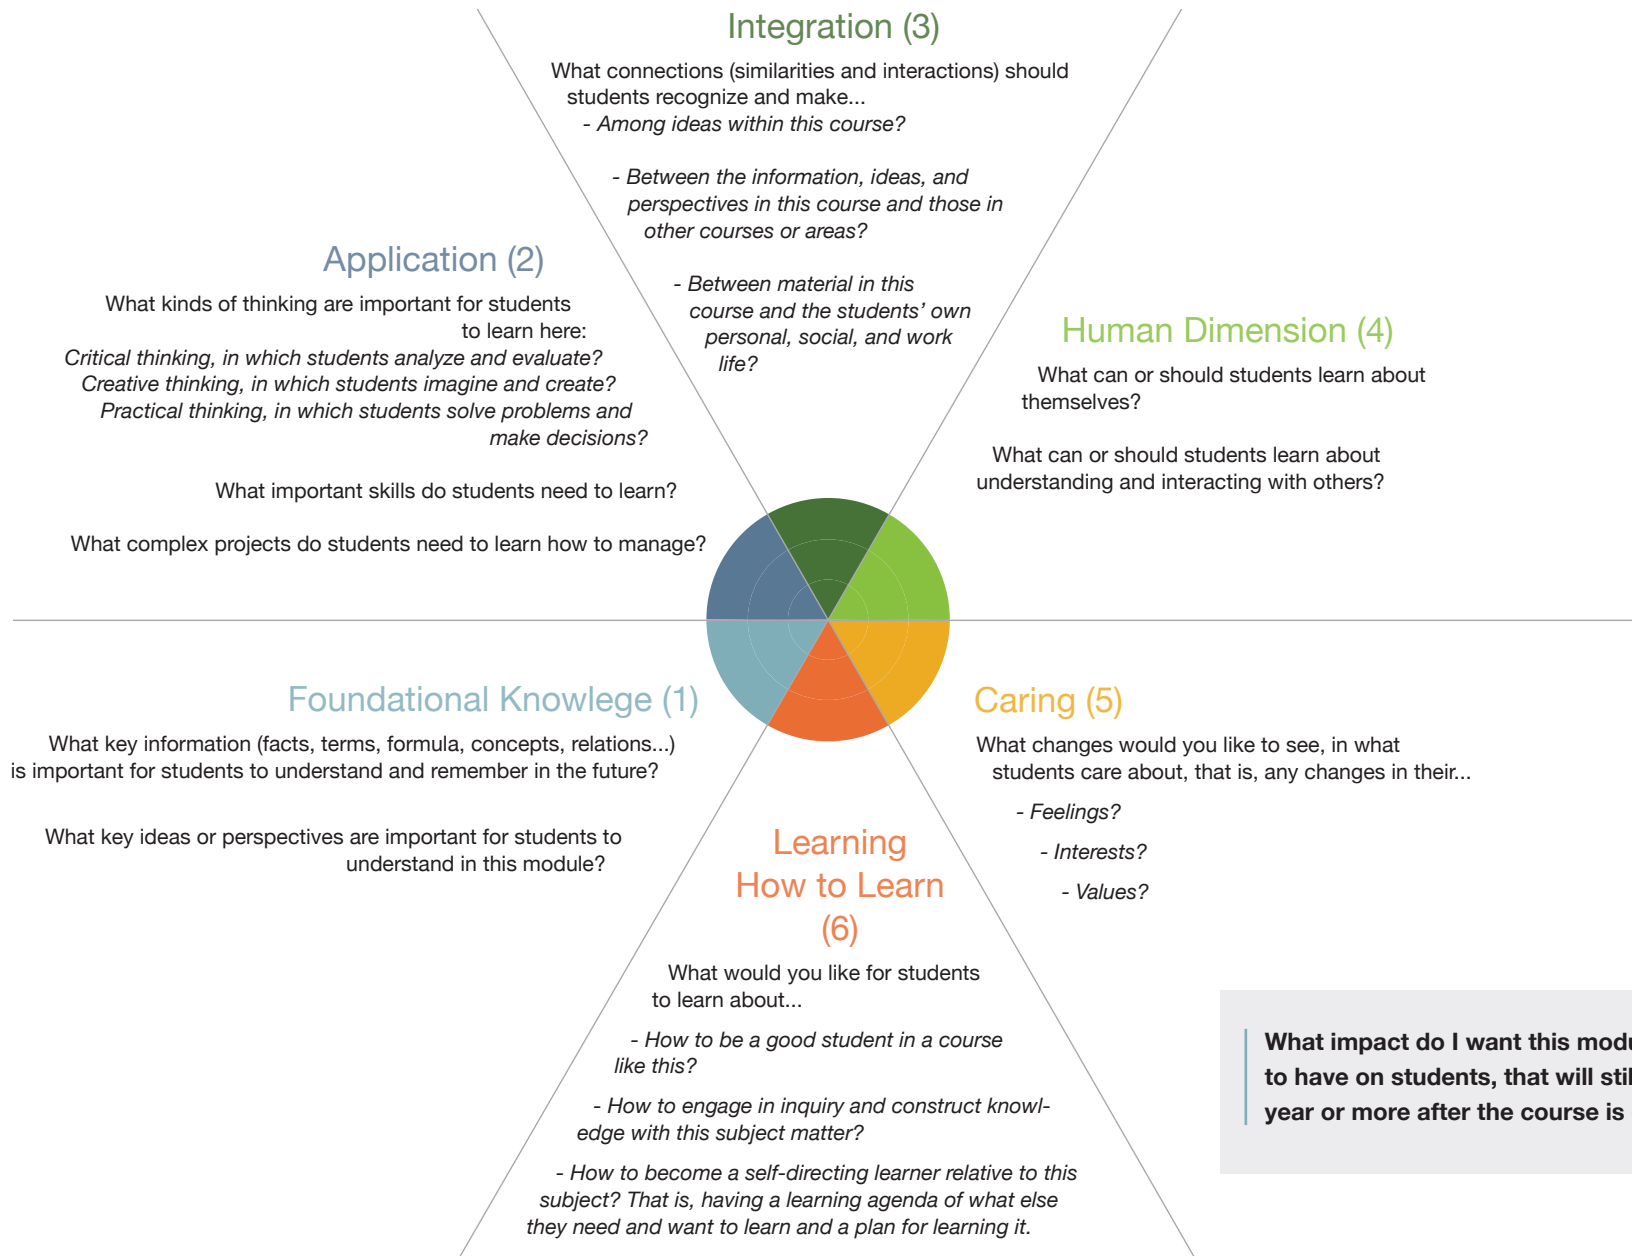 Integration (3)
What connections (similarities and interactions) should
students recognize and make...
- Among ideas within this course?
- Between the information, ideas, and
perspectives in this course and those in
other courses or areas?
- Between material in this
course and the students’ own
personal, social, and work
life?
Application (2)
What kinds of thinking are important for students
to learn here:
Critical thinking, in which students analyze and evaluate?
Creative thinking, in which students imagine and create?
Practical thinking, in which students solve problems and
make decisions?
What important skills do students need to learn?
What complex projects do students need to learn how to manage?
Human Dimension (4)
What can or should students learn about
themselves?
What can or should students learn about
understanding and interacting with others?
Foundational Knowlege (1)
What key information (facts, terms, formula, concepts, relations...)
is important for students to understand and remember in the future?
What key ideas or perspectives are important for students to
understand in this module?
Caring (5)
What changes would you like to see, in what
students care about, that is, any changes in their...
- Feelings?
- Interests?
- Values?
Learning
How to Learn
(6)
What would you like for students
to learn about...
- How to be a good student in a course
like this?
- How to engage in inquiry and construct knowl-
edge with this subject matter?
- How to become a self-directing learner relative to this
subject? That is, having a learning agenda of what else
they need and want to learn and a plan for learning it.
What impact do I want this
to have on students, that will
year or more after the course is